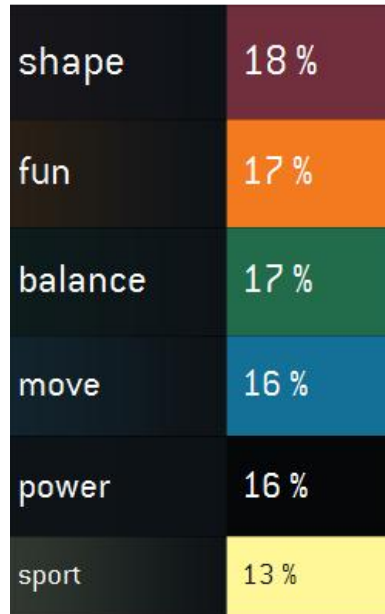 shape 18 %
fun 17 %
balance 17 %
move 16 %
power 16 %
sport 13 %